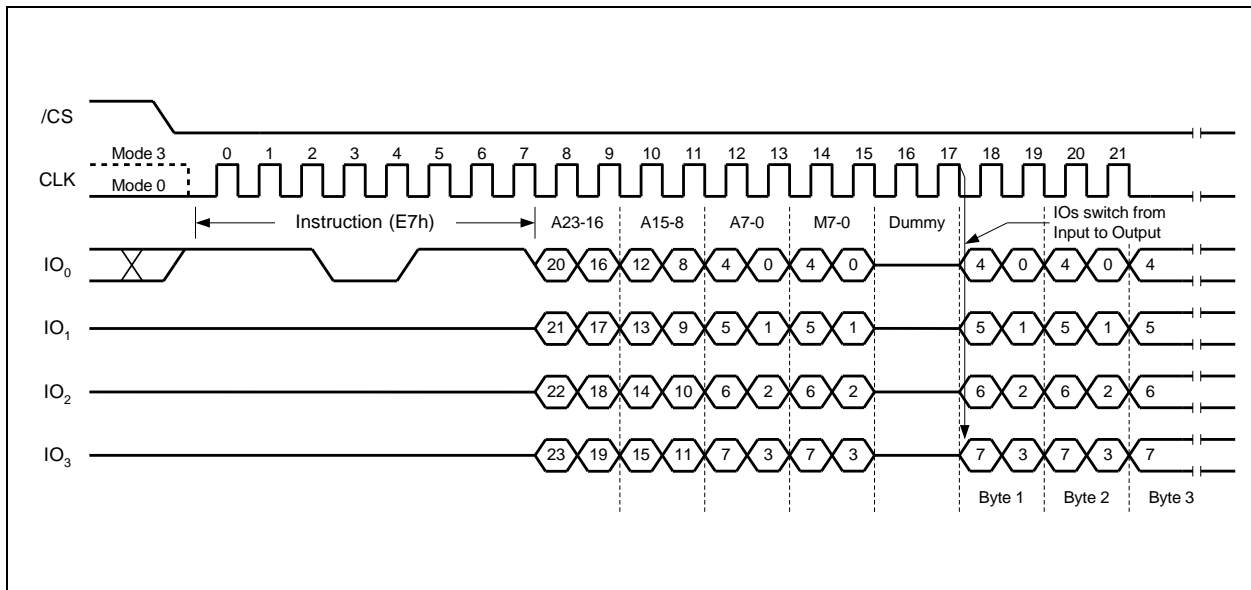 /CS
Mode 3 0 1 2 3 4 5 6 7 8 9 10 11 12 13 14 15 16 17 18 19 20 21
CLK Mode 0
Instruction (E7h) A23-16 A15-8 A7-0 M7-0 Dummy IOs switch from
Input to Output
IO0 20 16 12 8 4 0 4 0 4 0 4 0 4
IO1 21 17 13 9 5 1 5 1 5 1 5 1 5
IO2 22 18 14 10 6 2 6 2 6 2 6 2 6
IO3 23 19 15 11 7 3 7 3 7 3 7 3 7
Byte 1 Byte 2 Byte 3